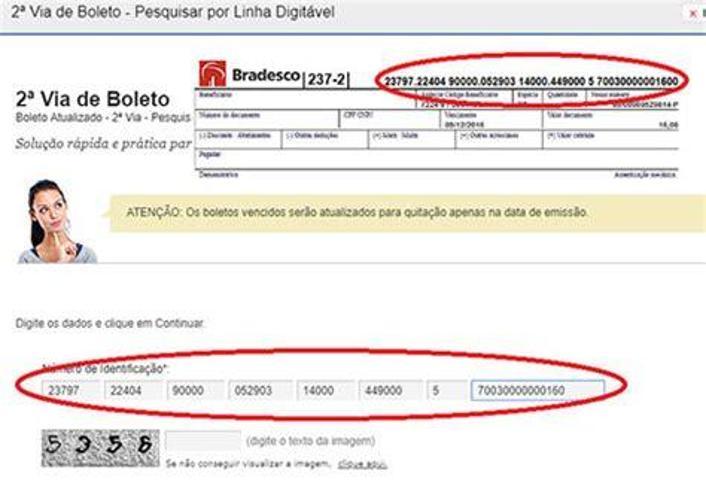 2ª Via de Boleto - Pesquisar por Linha Digitável
Bradesco 237-2 23797.22404 90000.052903 14000.449000 5 70030000001600
Beneficiário Agência Código Beneficiário Espécie Quantidade Nosso número
2ª Via de Boleto
Boleto Atualizado - 2ª Via - Pesquis
Número do documento CPF CNPJ Vencimento Valor documento
16,00
Solução rápida e prática par
(-) Desconto Abatimentos (-) Outras deduções (+) Mora Multa (+) Outros acréscimos (=) Valor cobrado
Pagador
Demonstrativo Autenticação mecânica
ATENÇÃO: Os boletos vencidos serão atualizados para quitação apenas na data de emissão.
Digite os dados e clique em Continuar.
Número de Identificação*:
23797 22404 90000 052903 14000 449000 5 70030000000160
5358 (digite o texto da imagem)
Se não conseguir visualizar a imagem, clique aqui.